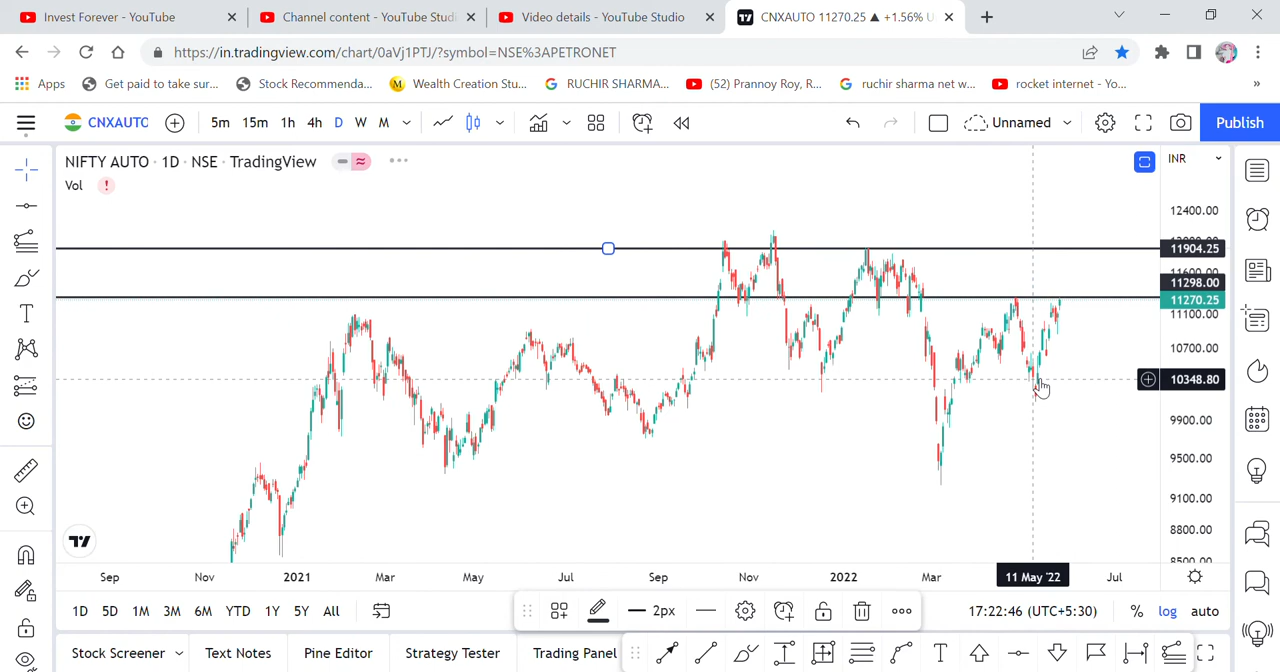 Invest Forever - YouTube
Channel content - YouTube Studi
Video details - YouTube Studio
CNXAUTO 11270.25 ▲ +1.56% U
https://in.tradingview.com/chart/0aVj1PTJ/?symbol=NSE%3APETRONET
Apps
Get paid to take sur...
Stock Recommenda...
Wealth Creation Stu...
RUCHIR SHARMA...
(52) Prannoy Roy, R...
ruchir sharma net w...
rocket internet - Yo...
»
CNXAUTO
5m 15m 1h 4h D W M
Unnamed
Publish
NIFTY AUTO · 1D · NSE · TradingView
INR
Vol
12400.00
11904.25
11600.00
11298.00
11270.25
11100.00
10700.00
10348.80
9900.00
9500.00
9100.00
8800.00
8500.00
Sep Nov 2021 Mar May Jul Sep Nov 2022 Mar 11 May '22 Jul
1D 5D 1M 3M 6M YTD 1Y 5Y All
2px
17:22:46 (UTC+5:30)
% log auto
Stock Screener
Text Notes
Pine Editor
Strategy Tester
Trading Panel